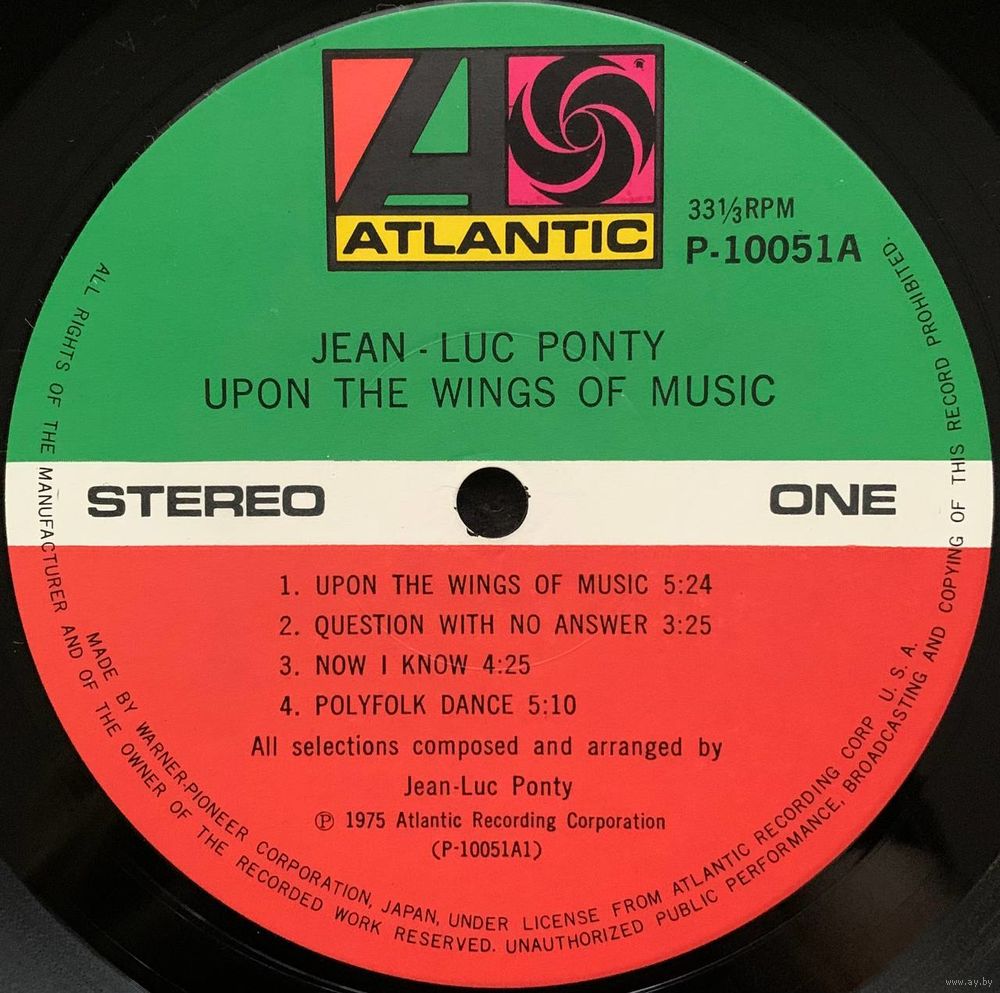 ATLANTIC
33⅓RPM
P-10051A
JEAN-LUC PONTY
UPON THE WINGS OF MUSIC
STEREO
ONE
1. UPON THE WINGS OF MUSIC 5:24
2. QUESTION WITH NO ANSWER 3:25
3. NOW I KNOW 4:25
4. POLYFOLK DANCE 5:10
All selections composed and arranged by
Jean-Luc Ponty
℗ 1975 Atlantic Recording Corporation
(P-10051A1)
MADE BY WARNER-PIONEER CORPORATION, JAPAN, UNDER LICENSE FROM ATLANTIC RECORDING CORP U. S. A.
ALL RIGHTS OF THE MANUFACTURER AND OF THE OWNER OF THE RECORDED WORK RESERVED. UNAUTHORIZED PUBLIC PERFORMANCE, BROADCASTING AND COPYING OF THIS RECORD PROHIBITED.
www.ay.by